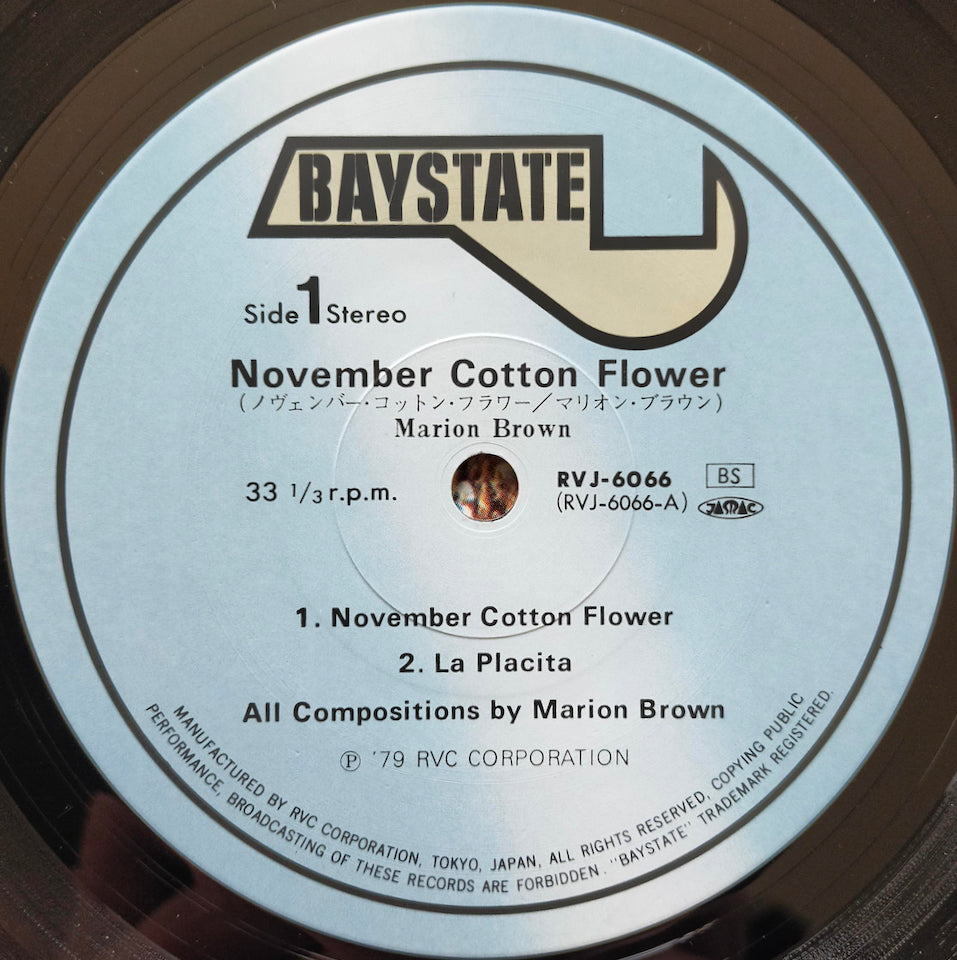 BAYSTATE
Side 1 Stereo
November Cotton Flower
(ノヴェンバー・コットン・フラワー／マリオン・ブラウン)
Marion Brown
33 1/3 r.p.m.
RVJ-6066 BS
(RVJ-6066-A) JASRAC
1. November Cotton Flower
2. La Placita
All Compositions by Marion Brown
Ⓟ '79 RVC CORPORATION
MANUFACTURED BY RVC CORPORATION, TOKYO, JAPAN, ALL RIGHTS RESERVED, COPYING PUBLIC
PERFORMANCE, BROADCASTING OF THESE RECORDS ARE FORBIDDEN. "BAYSTATE" TRADEMARK REGISTERED.